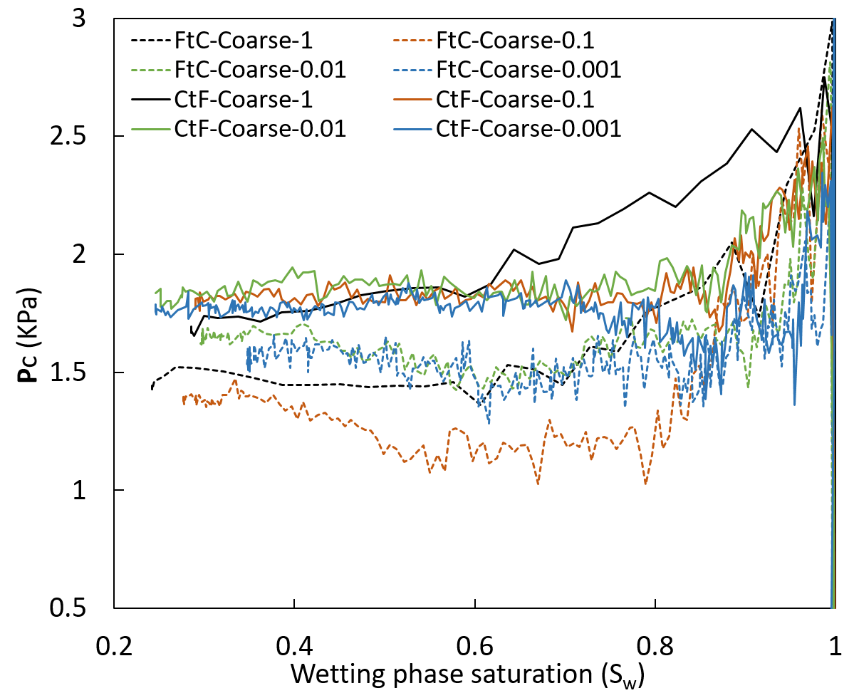 3
FtC-Coarse-1 FtC-Coarse-0.1
FtC-Coarse-0.01 FtC-Coarse-0.001
CtF-Coarse-1 CtF-Coarse-0.1
CtF-Coarse-0.01 CtF-Coarse-0.001
2.5
2
Pc (KPa)
1.5
1
0.5
0.2 0.4 0.6 0.8 1
Wetting phase saturation (Sw)